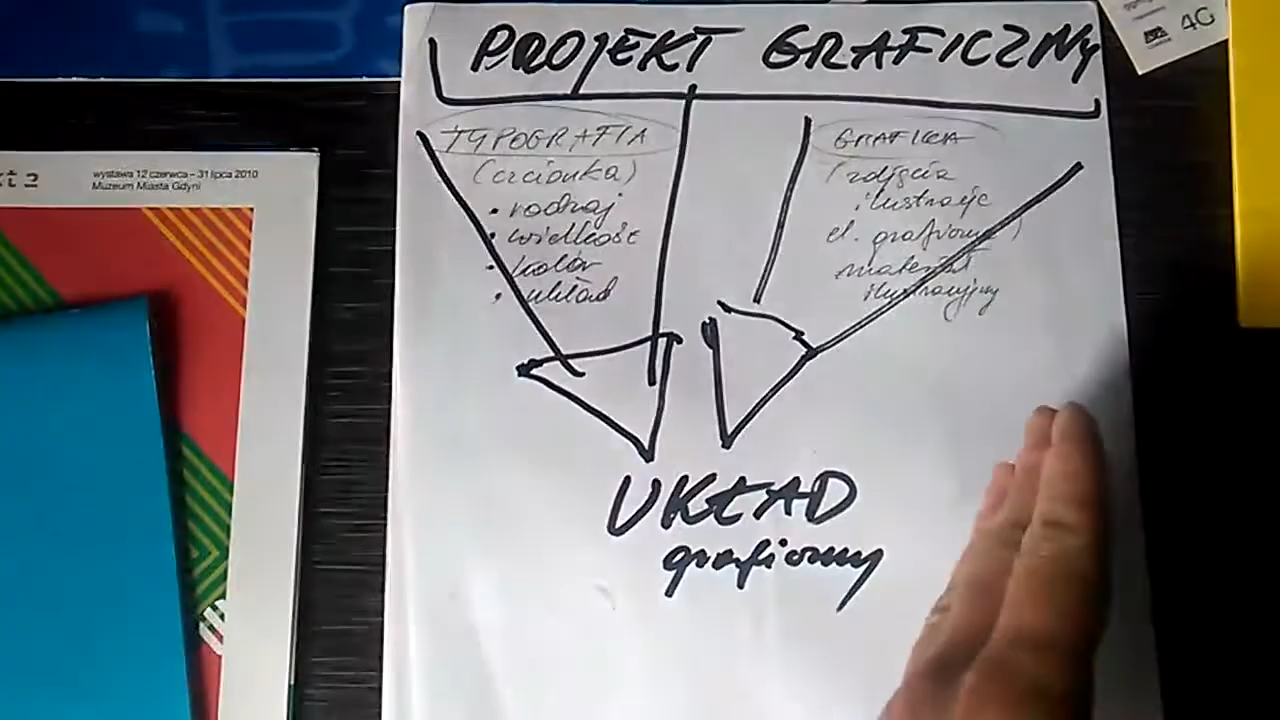 PROJEKT GRAFICZNY
TYPOGRAFIA
(czcionka)
• rodzaj
• wielkość
• kolor
• układ
GRAFIKA
(zdjęcia
ilustracje
el. graficzne)
materiał
ilustracyjny
UKŁAD
graficzny
wystawa 12 czerwca – 31 lipca 2010
Muzeum Miasta Gdyni
4G